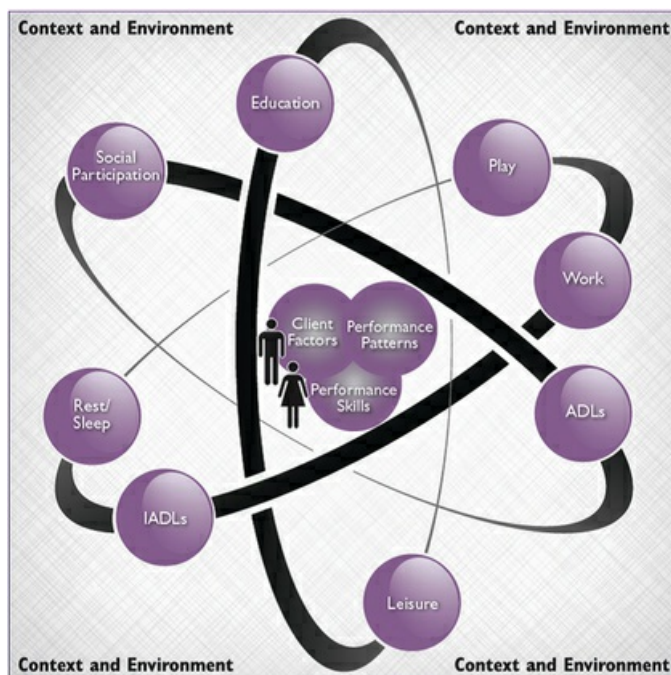 Context and Environment
Context and Environment
Education
Social
Participation
Play
Work
Client
Factors
Performance
Patterns
Performance
Skills
Rest/
Sleep
ADLs
IADLs
Leisure
Context and Environment
Context and Environment